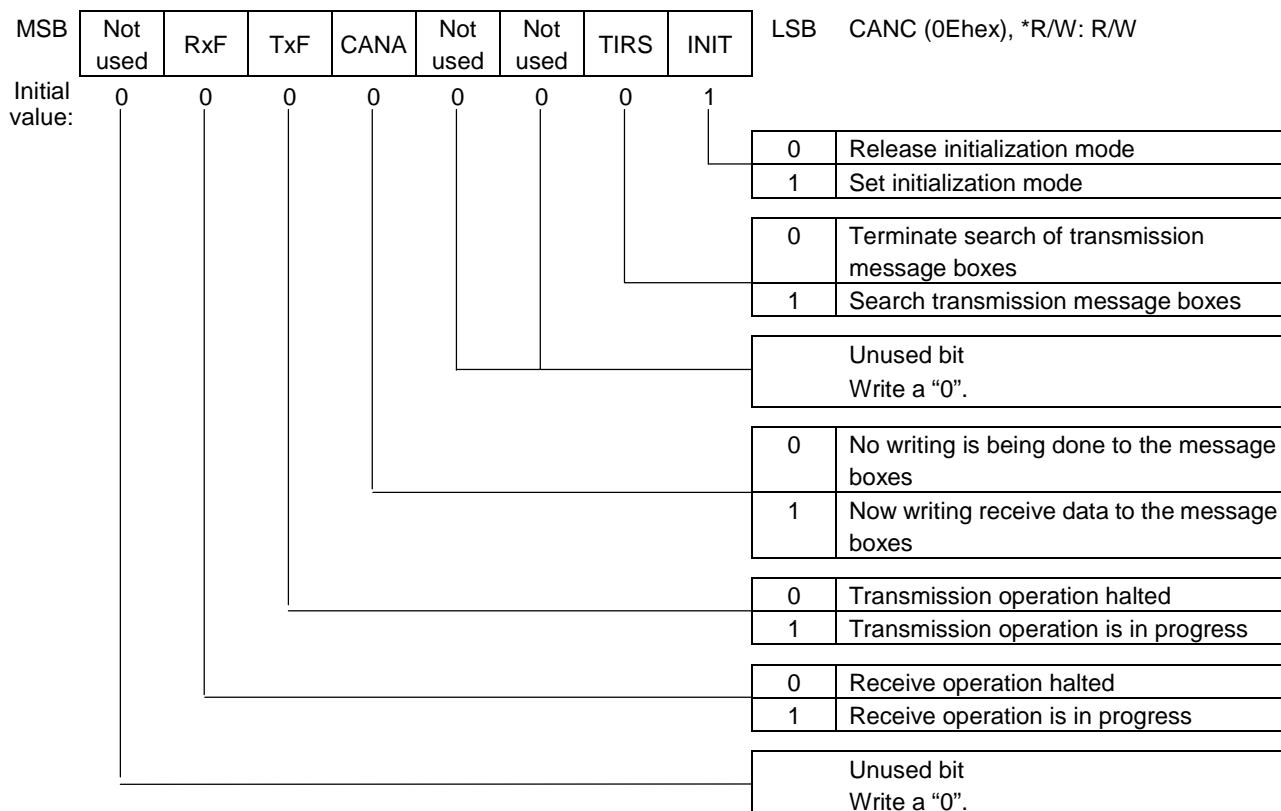 MSB Not used RxF TxF CANA Not used Not used TIRS INIT LSB CANC (0Ehex), *R/W: R/W
Initial value: 0 0 0 0 0 0 0 1
0 Release initialization mode
1 Set initialization mode
0 Terminate search of transmission
message boxes
1 Search transmission message boxes
Unused bit
Write a “0”.
0 No writing is being done to the message
boxes
1 Now writing receive data to the message
boxes
0 Transmission operation halted
1 Transmission operation is in progress
0 Receive operation halted
1 Receive operation is in progress
Unused bit
Write a “0”.